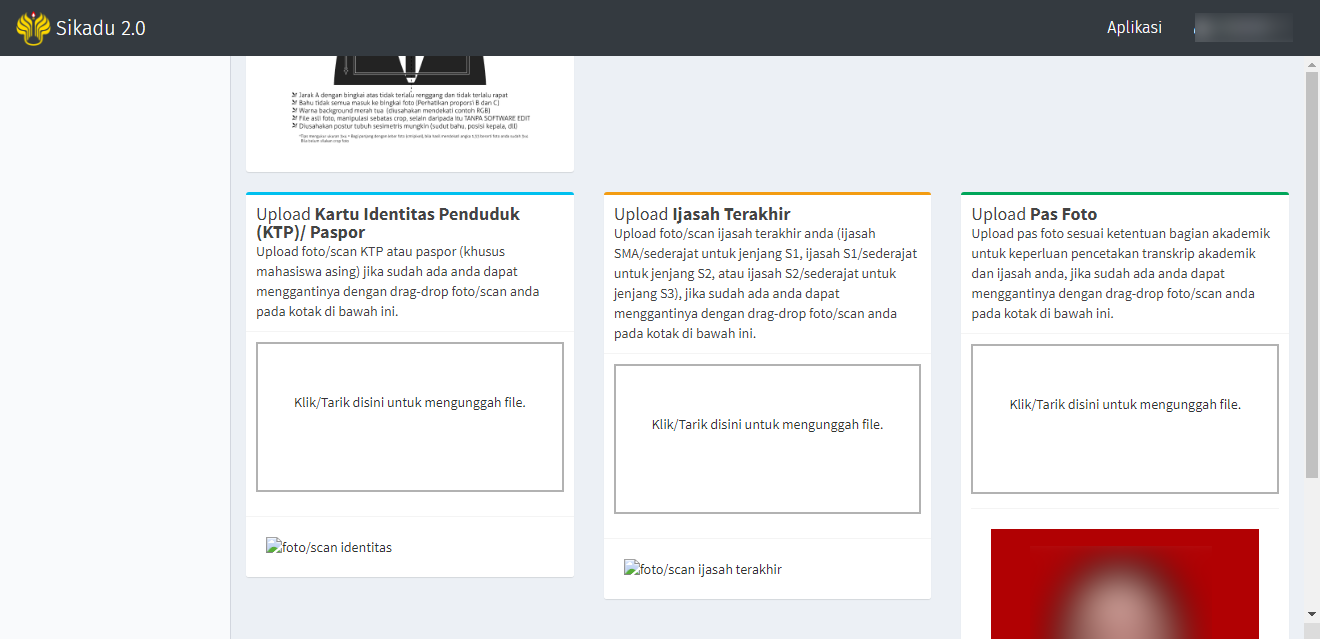 Sikadu 2.0
Aplikasi
Jarak A dengan bingkai atas tidak terlalu renggang dan tidak terlalu rapat
Bahu tidak semua masuk ke bingkai foto (Perhatikan proporsi B dan C)
Warna background merah tua (diusahakan mendekati contoh RGB)
File asli foto, manipulasi sebatas crop, selain daripada itu TANPA SOFTWARE EDIT
Diusahakan postur tubuh sesimetris mungkin (sudut bahu, posisi kepala, dll)
Upload Kartu Identitas Penduduk
(KTP)/ Paspor
Upload foto/scan KTP atau paspor (khusus
mahasiswa asing) jika sudah ada anda dapat
menggantinya dengan drag-drop foto/scan anda
pada kotak di bawah ini.
Klik/Tarik disini untuk mengunggah file.
foto/scan identitas
Upload Ijasah Terakhir
Upload foto/scan ijasah terakhir anda (ijasah
SMA/sederajat untuk jenjang S1, ijasah S1/sederajat
untuk jenjang S2, atau ijasah S2/sederajat untuk
jenjang S3), jika sudah ada anda dapat
menggantinya dengan drag-drop foto/scan anda
pada kotak di bawah ini.
Klik/Tarik disini untuk mengunggah file.
foto/scan ijasah terakhir
Upload Pas Foto
Upload pas foto sesuai ketentuan bagian akademik
untuk keperluan pencetakan transkrip akademik
dan ijasah anda, jika sudah ada anda dapat
menggantinya dengan drag-drop foto/scan anda
pada kotak di bawah ini.
Klik/Tarik disini untuk mengunggah file.